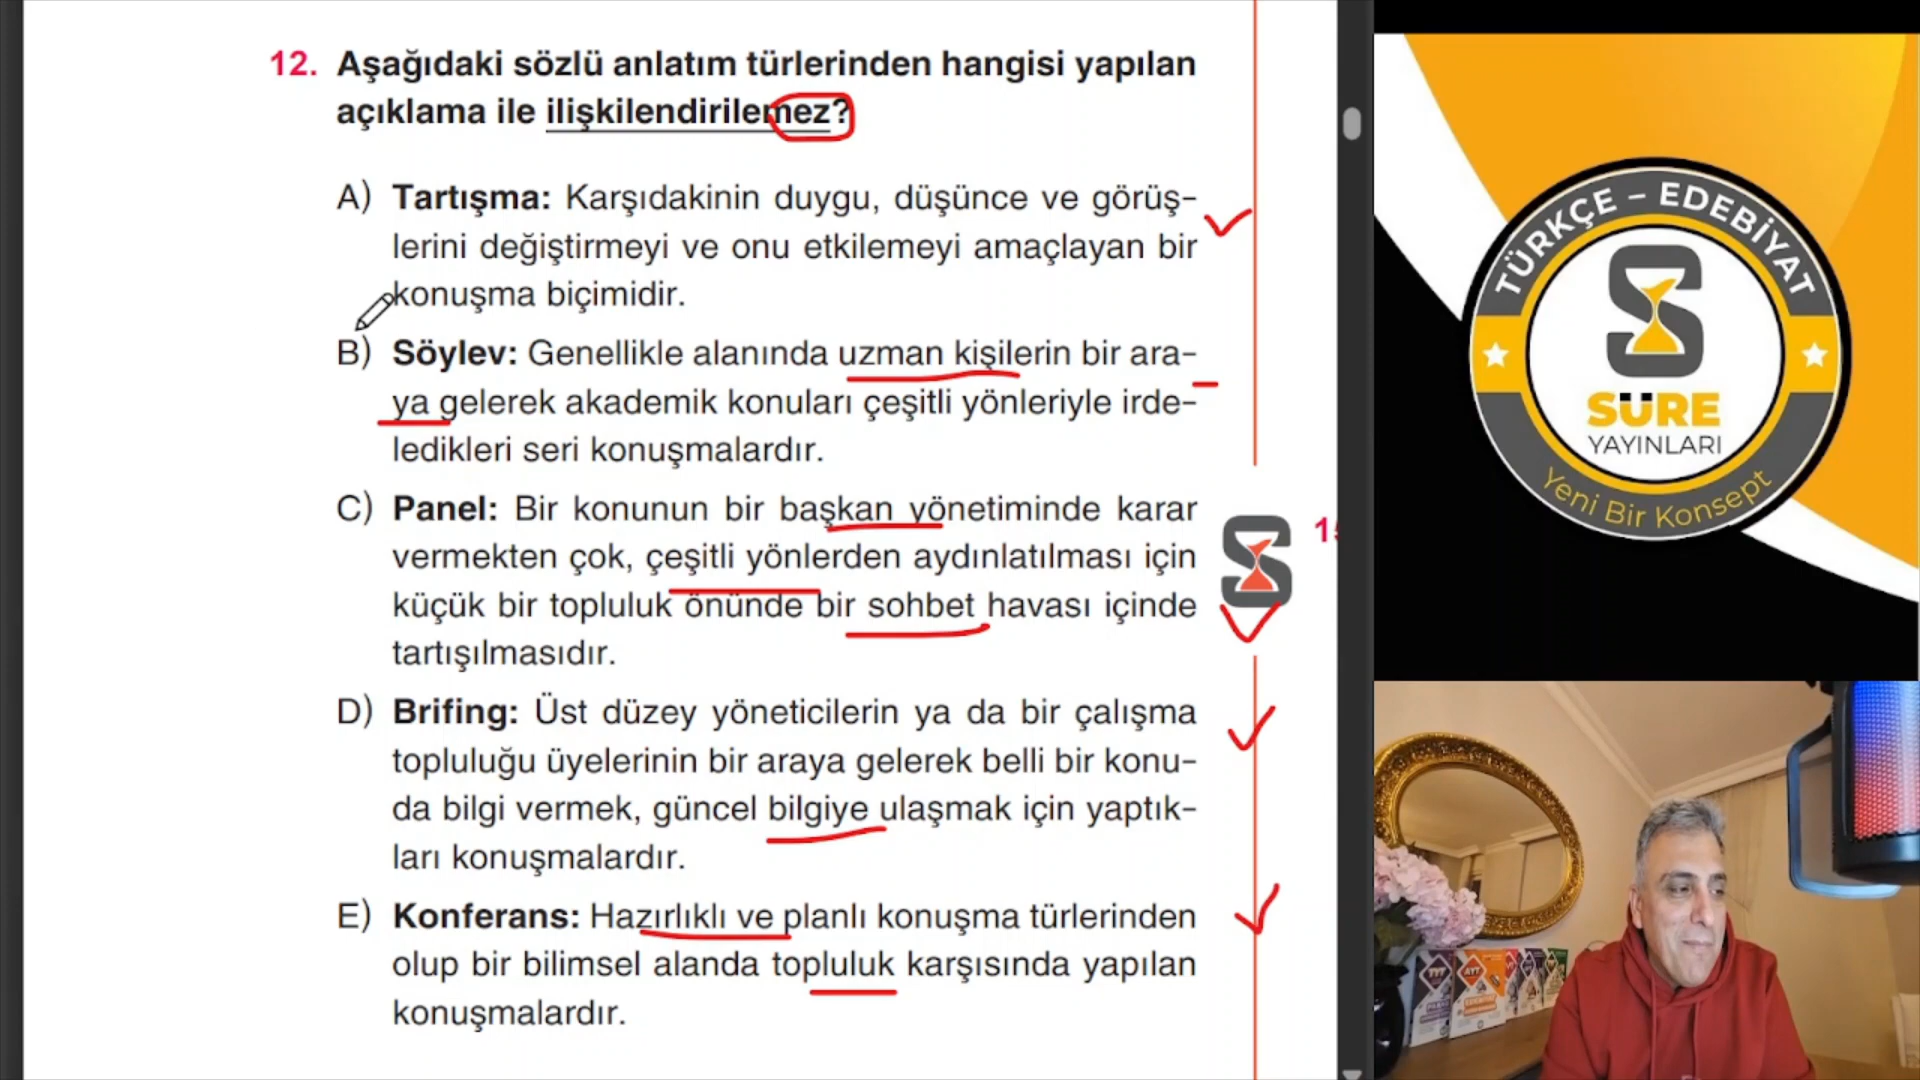 12. Aşağıdaki sözlü anlatım türlerinden hangisi yapılan
açıklama ile ilişkilendirilemez?
A) Tartışma: Karşıdakinin duygu, düşünce ve görüş-
lerini değiştirmeyi ve onu etkilemeyi amaçlayan bir
konuşma biçimidir.
B) Söylev: Genellikle alanında uzman kişilerin bir ara-
ya gelerek akademik konuları çeşitli yönleriyle irde-
ledikleri seri konuşmalardır.
C) Panel: Bir konunun bir başkan yönetiminde karar
vermekten çok, çeşitli yönlerden aydınlatılması için
küçük bir topluluk önünde bir sohbet havası içinde
tartışılmasıdır.
D) Brifing: Üst düzey yöneticilerin ya da bir çalışma
topluluğu üyelerinin bir araya gelerek belli bir konu-
da bilgi vermek, güncel bilgiye ulaşmak için yaptık-
ları konuşmalardır.
E) Konferans: Hazırlıklı ve planlı konuşma türlerinden
olup bir bilimsel alanda topluluk karşısında yapılan
konuşmalardır.
TÜRKÇE – EDEBİYAT
SÜRE
YAYINLARI
Yeni Bir Konsept
TYT
AYT